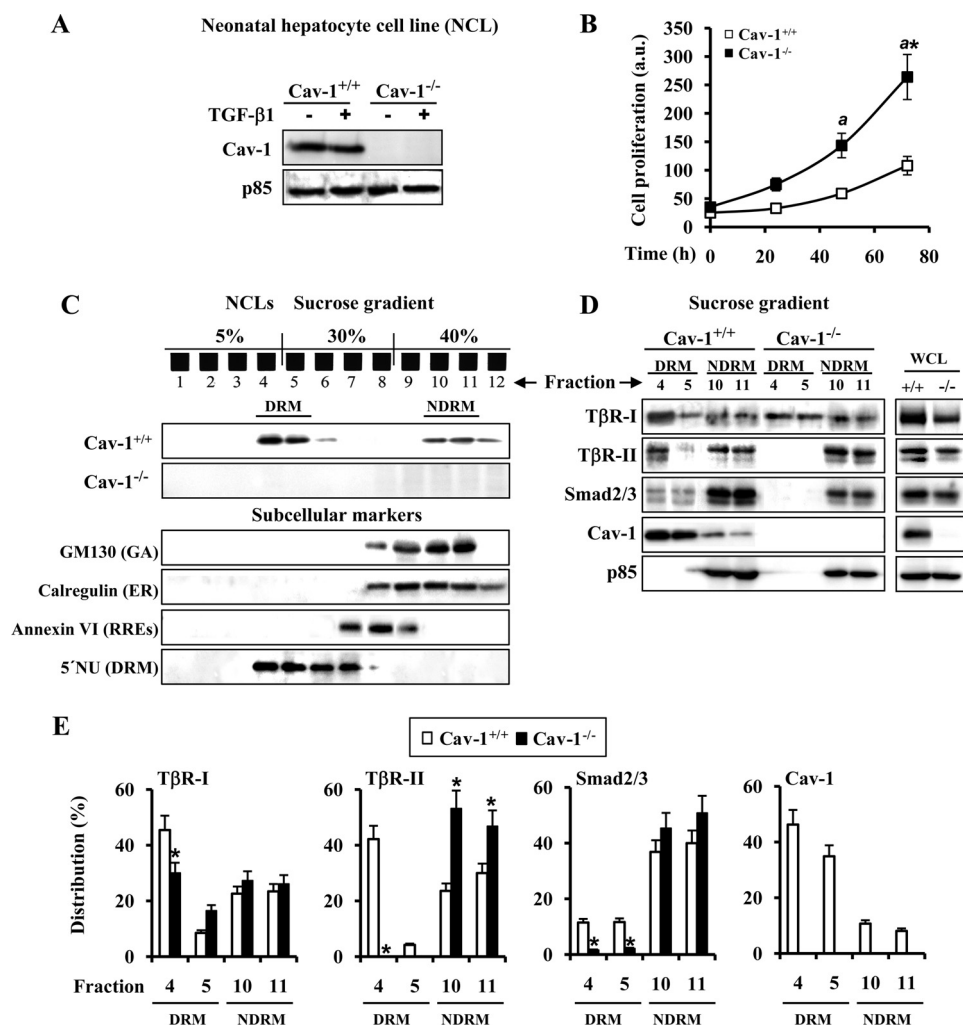 A
Neonatal hepatocyte cell line (NCL)
Cav-1+/+ Cav-1-/-
TGF-β1 - + - +
Cav-1
p85
B
Cav-1+/+
Cav-1-/-
Cell proliferation (a.u.)
350
300
250
200
150
100
50
0
a
a*
Time (h) 0 20 40 60 80
C
NCLs Sucrose gradient
5% 30% 40%
1 2 3 4 5 6 7 8 9 10 11 12
← Fraction →
DRM NDRM
Cav-1+/+
Cav-1-/-
Subcellular markers
GM130 (GA)
Calregulin (ER)
Annexin VI (RREs)
5´NU (DRM)
D
Sucrose gradient
Cav-1+/+ Cav-1-/-
DRM NDRM DRM NDRM WCL
4 5 10 11 4 5 10 11 +/+ -/-
TβR-I
TβR-II
Smad2/3
Cav-1
p85
E
Cav-1+/+ Cav-1-/-
Distribution (%)
TβR-I
60
40
20
0
*
TβR-II
60
40
20
0
* * *
Smad2/3
60
40
20
0
* *
Cav-1
60
40
20
0
Fraction 4 5 10 11 4 5 10 11 4 5 10 11 4 5 10 11
DRM NDRM DRM NDRM DRM NDRM DRM NDRM